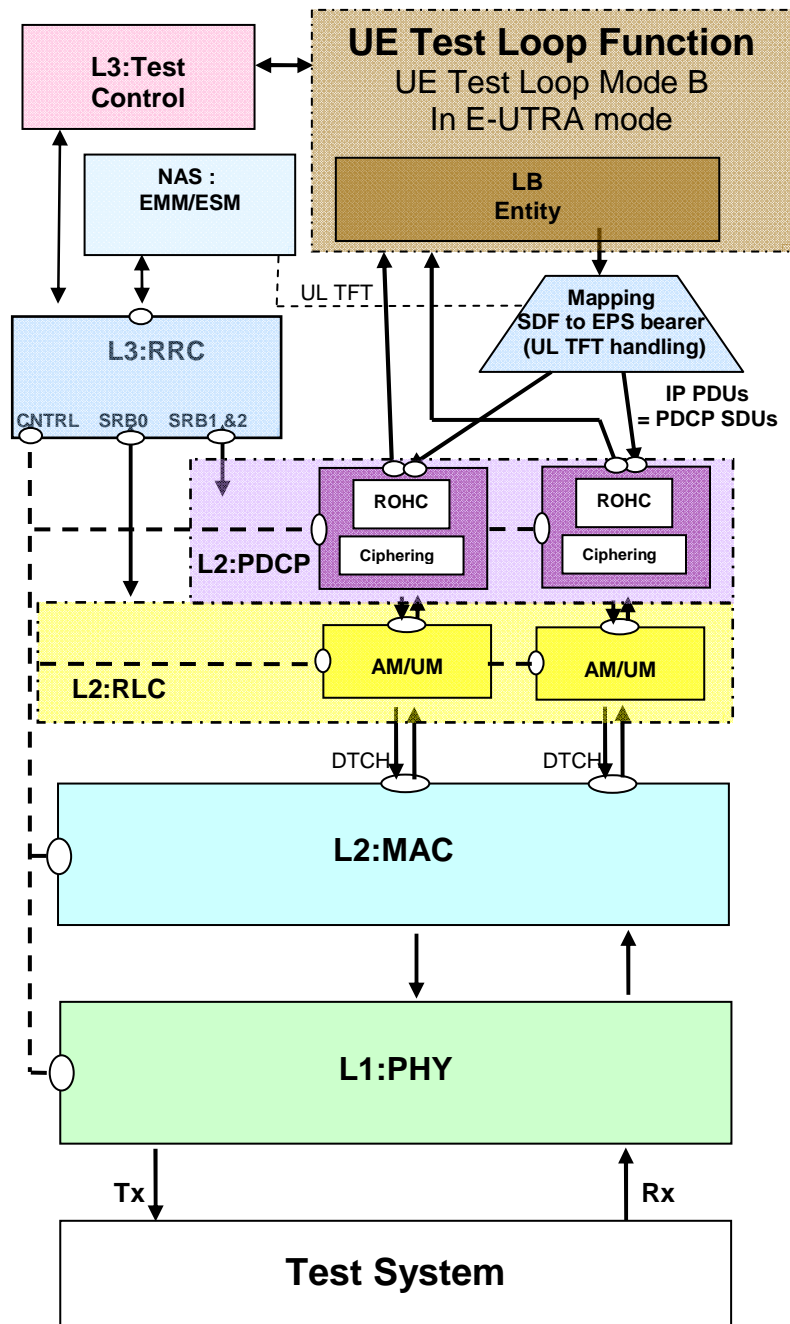 UE Test Loop Function
UE Test Loop Mode B
In E-UTRA mode
L3:Test
Control
NAS :
EMM/ESM
LB
Entity
UL TFT
Mapping
SDF to EPS bearer
(UL TFT handling)
L3:RRC
CNTRL SRB0 SRB1 &2
IP PDUs
= PDCP SDUs
ROHC
Ciphering
ROHC
Ciphering
L2:PDCP
AM/UM
AM/UM
L2:RLC
DTCH
DTCH
L2:MAC
L1:PHY
Tx
Rx
Test System